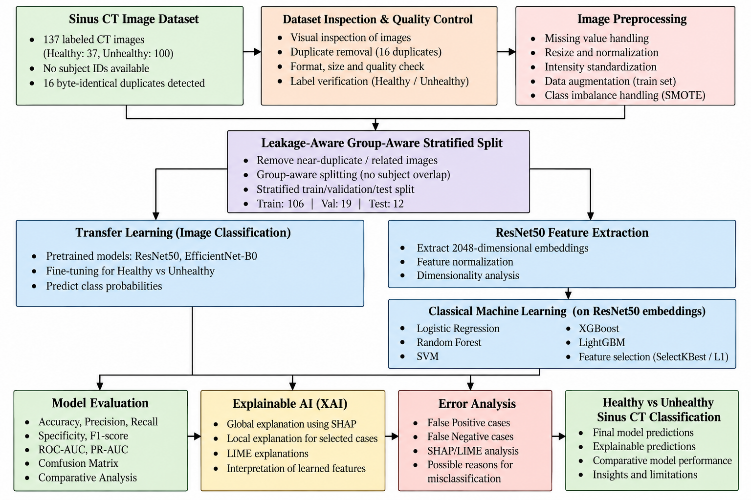 Sinus CT Image Dataset
• 137 labeled CT images
(Healthy: 37, Unhealthy: 100)
• No subject IDs available
• 16 byte-identical duplicates detected
Dataset Inspection & Quality Control
• Visual inspection of images
• Duplicate removal (16 duplicates)
• Format, size and quality check
• Label verification (Healthy / Unhealthy)
Image Preprocessing
• Missing value handling
• Resize and normalization
• Intensity standardization
• Data augmentation (train set)
• Class imbalance handling (SMOTE)
Leakage-Aware Group-Aware Stratified Split
• Remove near-duplicate / related images
• Group-aware splitting (no subject overlap)
• Stratified train/validation/test split
• Train: 106 | Val: 19 | Test: 12
Transfer Learning (Image Classification)
• Pretrained models: ResNet50, EfficientNet-B0
• Fine-tuning for Healthy vs Unhealthy
• Predict class probabilities
ResNet50 Feature Extraction
• Extract 2048-dimensional embeddings
• Feature normalization
• Dimensionality analysis
Classical Machine Learning (on ResNet50 embeddings)
• Logistic Regression
• Random Forest
• SVM
• XGBoost
• LightGBM
• Feature selection (SelectKBest / L1)
Model Evaluation
• Accuracy, Precision, Recall
• Specificity, F1-score
• ROC-AUC, PR-AUC
• Comfusion Matrix
• Comparative Analysis
Explainable AI (XAI)
• Global explanation using SHAP
• Local explanation for selected cases
• LIME explanations
• Interpretation of learned features
Error Analysis
• False Positive cases
• False Negative cases
• SHAP/LIME analysis
• Possible reasons for
misclassification
Healthy vs Unhealthy
Sinus CT Classification
• Final model predictions
• Explainable predictions
• Comparative model performance
• Insights and limitations